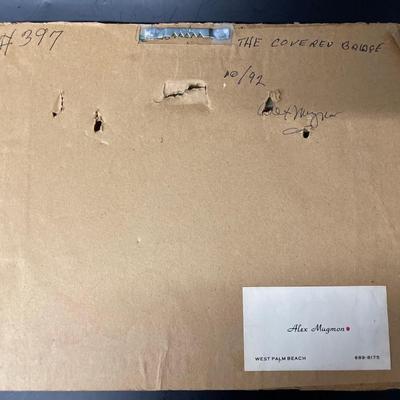 #397
THE COVERED BRIDGE
10/92
Alex Mugmon
Alex Mugmon
WEST PALM BEACH 689-8175